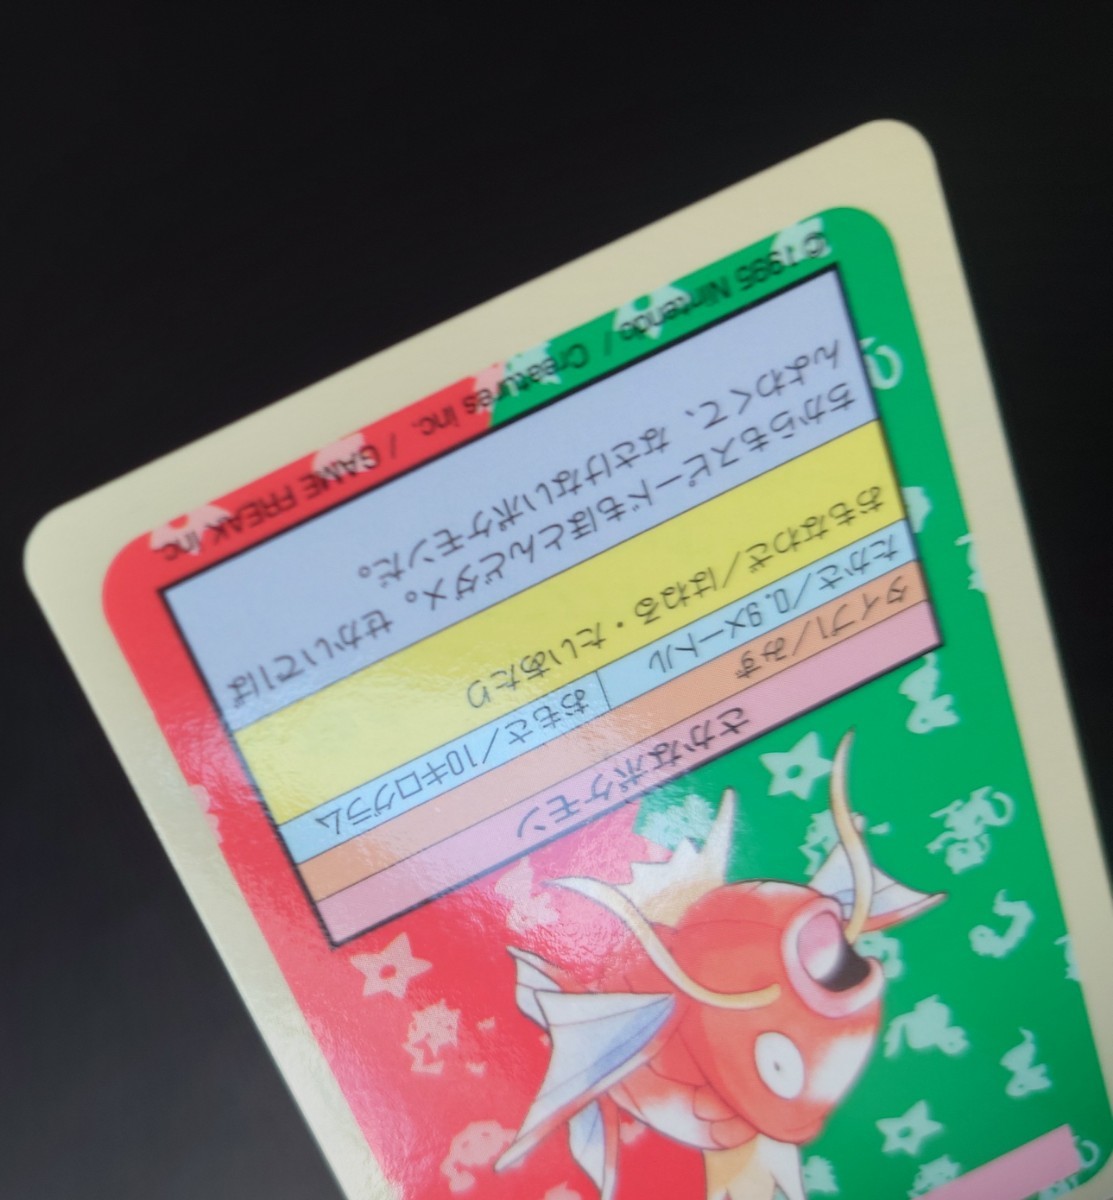 さかなポケモン
タイプ/みず
たかさ/0.9メートル
おもさ/10キログラム
おもなわざ/はねる・たいあたり
ちからもスピードもほとんどダメ。せかいでいちば
んよわくて、なさけないポケモンだ。
©1995 Nintendo / Creatures inc. / GAME FREAK inc.